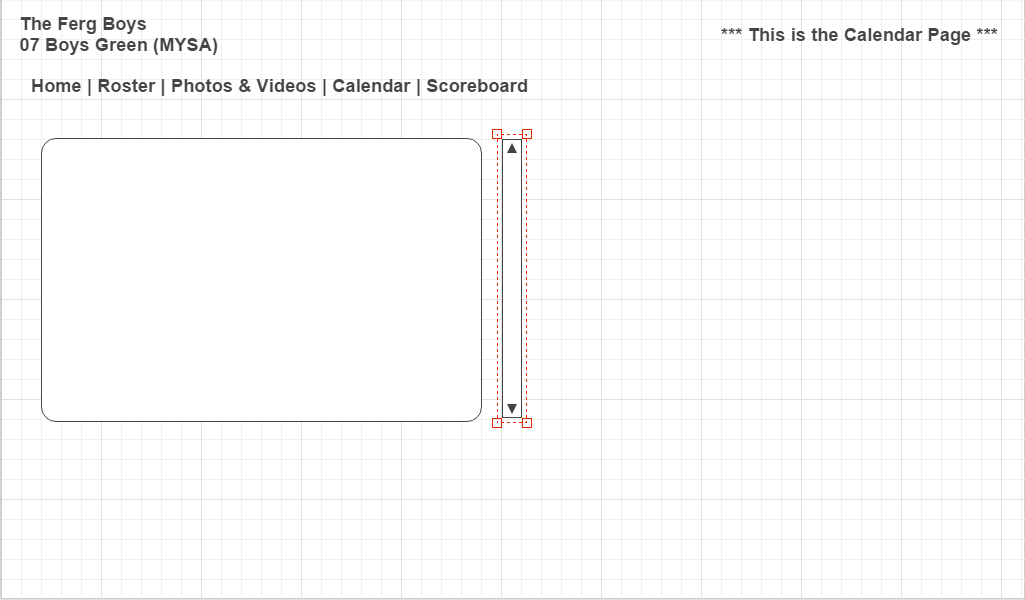 The Ferg Boys
07 Boys Green (MYSA)
*** This is the Calendar Page ***
Home | Roster | Photos & Videos | Calendar | Scoreboard